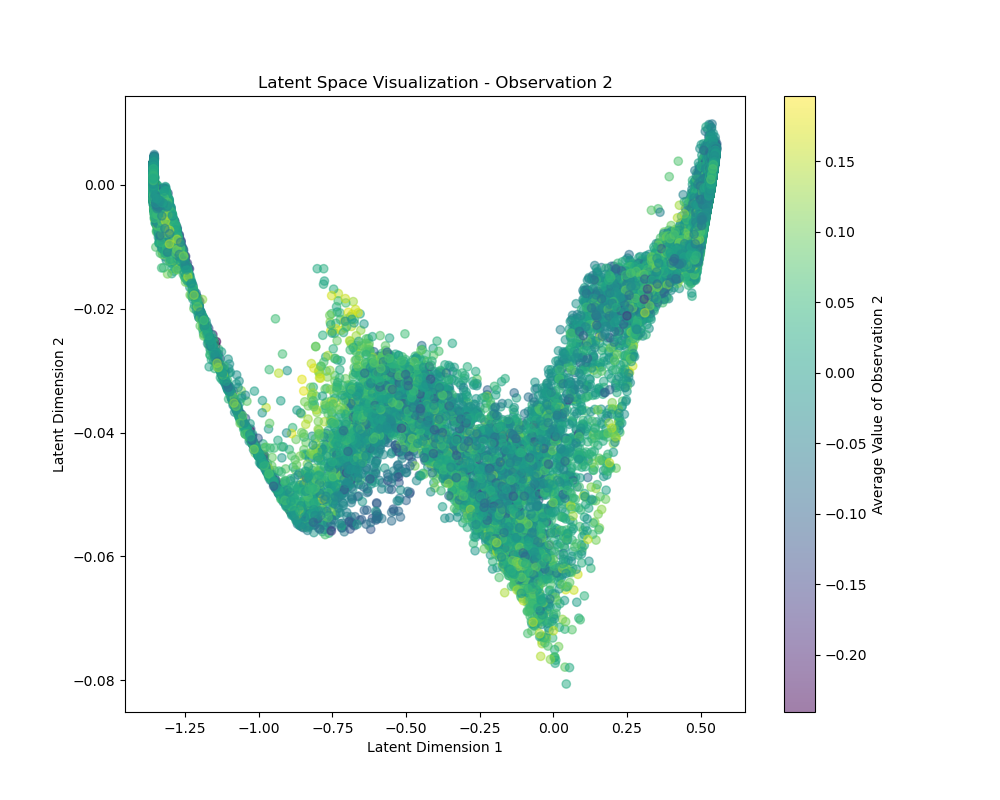 Latent Space Visualization - Observation 2
0.00
−0.02
−0.04
−0.06
−0.08
Latent Dimension 2
−1.25 −1.00 −0.75 −0.50 −0.25 0.00 0.25 0.50
Latent Dimension 1
0.15
0.10
0.05
0.00
−0.05
−0.10
−0.15
−0.20
Average Value of Observation 2